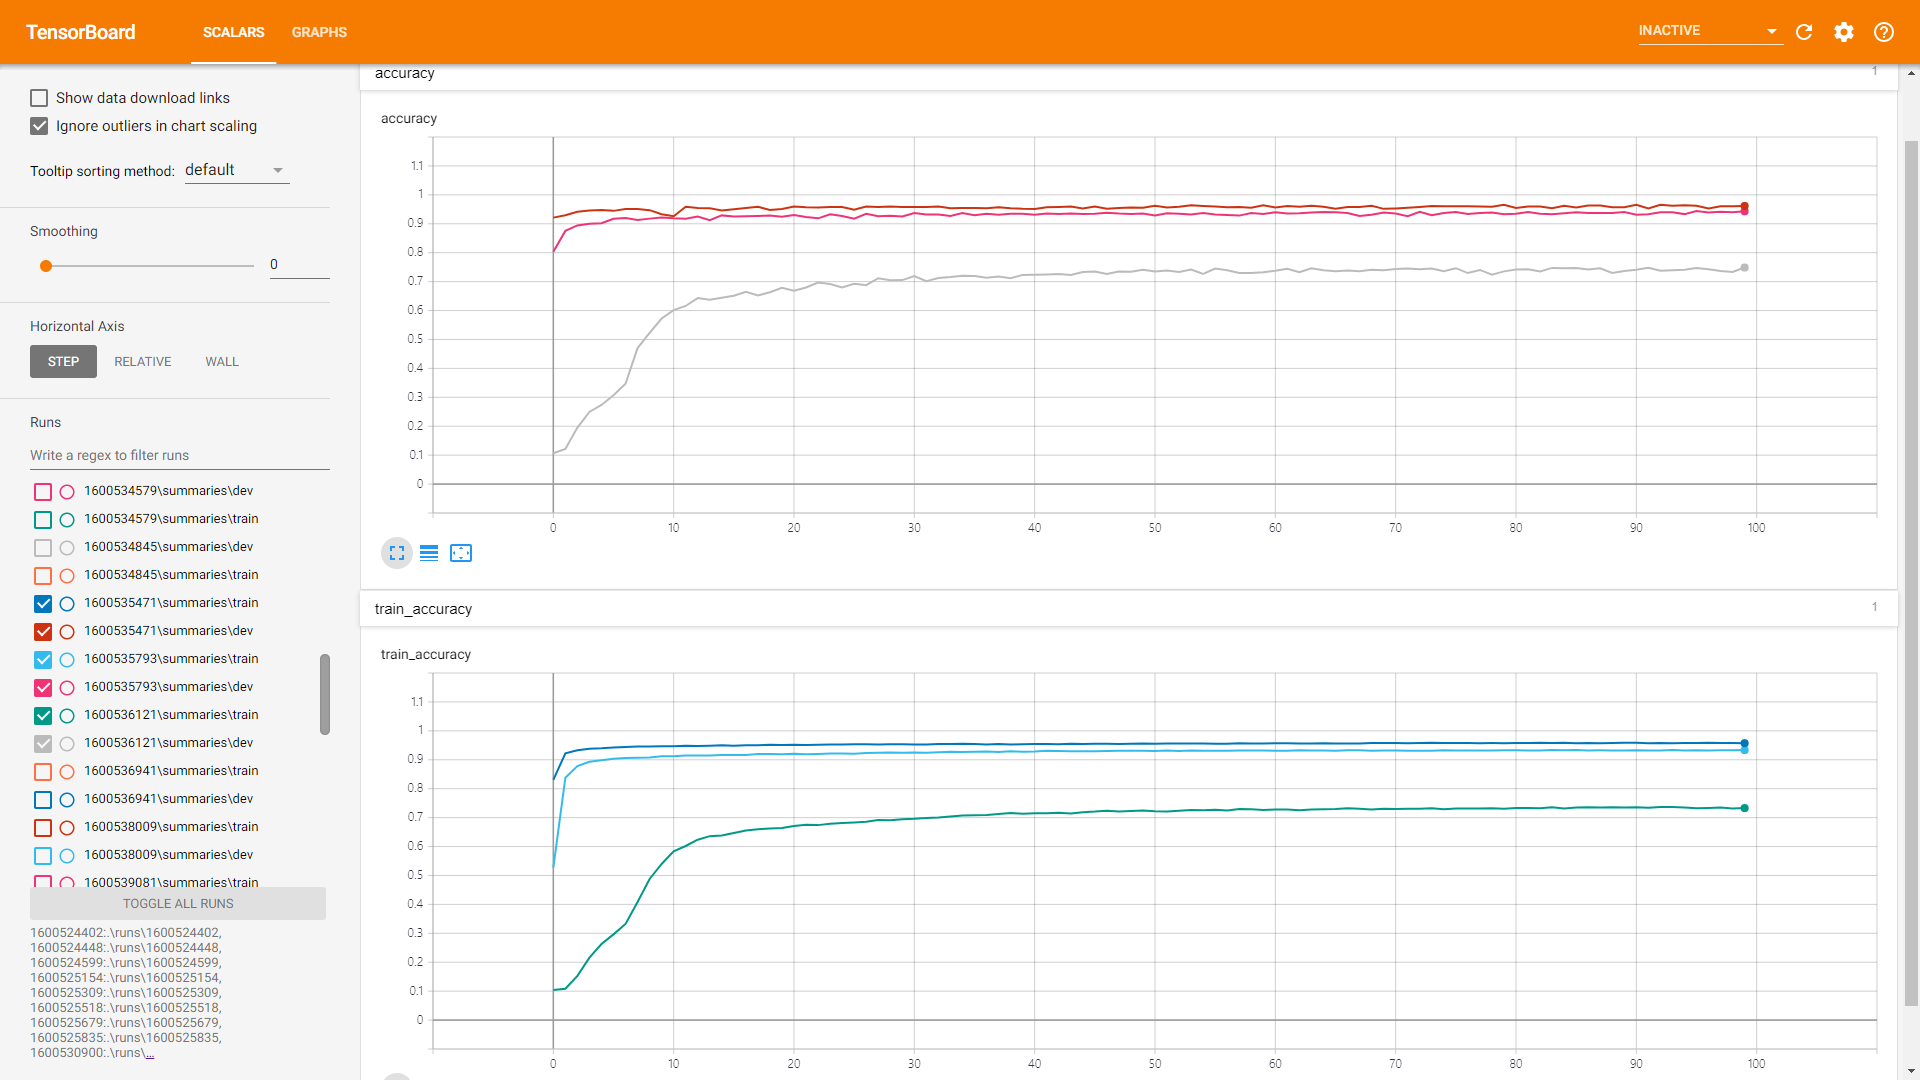 TensorBoard
SCALARS
GRAPHS
INACTIVE
Show data download links
Ignore outliers in chart scaling
Tooltip sorting method: default
Smoothing
0
Horizontal Axis
STEP
RELATIVE
WALL
Runs
Write a regex to filter runs
1600534579\summaries\dev
1600534579\summaries\train
1600534845\summaries\dev
1600534845\summaries\train
1600535471\summaries\train
1600535471\summaries\dev
1600535793\summaries\train
1600535793\summaries\dev
1600536121\summaries\train
1600536121\summaries\dev
1600536941\summaries\train
1600536941\summaries\dev
1600538009\summaries\train
1600538009\summaries\dev
1600539081\summaries\train
TOGGLE ALL RUNS
1600524402:.\runs\1600524402,
1600524448:.\runs\1600524448,
1600524599:.\runs\1600524599,
1600525154:.\runs\1600525154,
1600525309:.\runs\1600525309,
1600525518:.\runs\1600525518,
1600525679:.\runs\1600525679,
1600525835:.\runs\1600525835,
1600530900:.\runs\...
accuracy
1
accuracy
1.1
1
0.9
0.8
0.7
0.6
0.5
0.4
0.3
0.2
0.1
0
0 10 20 30 40 50 60 70 80 90 100
train_accuracy
1
train_accuracy
1.1
1
0.9
0.8
0.7
0.6
0.5
0.4
0.3
0.2
0.1
0
0 10 20 30 40 50 60 70 80 90 100